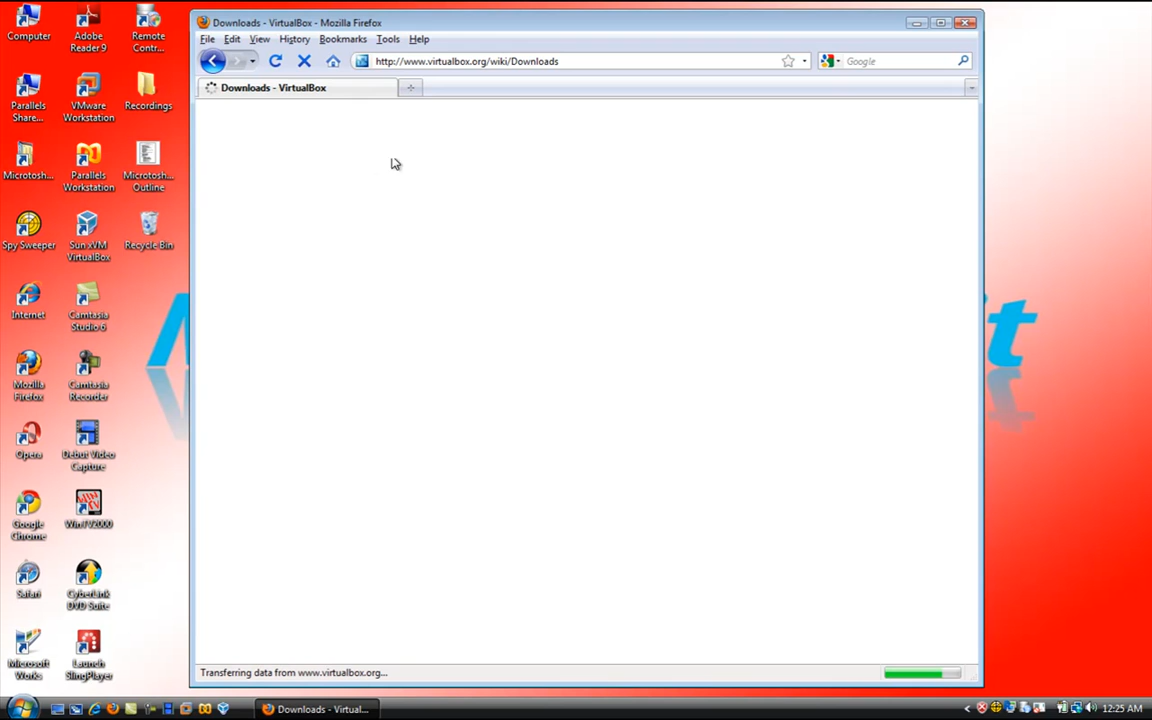 Downloads - VirtualBox - Mozilla Firefox
File Edit View History Bookmarks Tools Help
http://www.virtualbox.org/wiki/Downloads
Google
Downloads - VirtualBox
Computer
Adobe Reader 9
Remote Contr...
Parallels Share...
VMware Workstation
Recordings
Microtosh...
Parallels Workstation
Microtosh... Outline
Spy Sweeper
Sun xVM VirtualBox
Recycle Bin
Internet
Camtasia Studio 6
Mozilla Firefox
Camtasia Recorder
Opera
Debut Video Capture
Google Chrome
WinTV2000
Safari
CyberLink DVD Suite
Microsoft Works
Launch SlingPlayer
Transferring data from www.virtualbox.org...
Downloads - Virtual...
12:25 AM